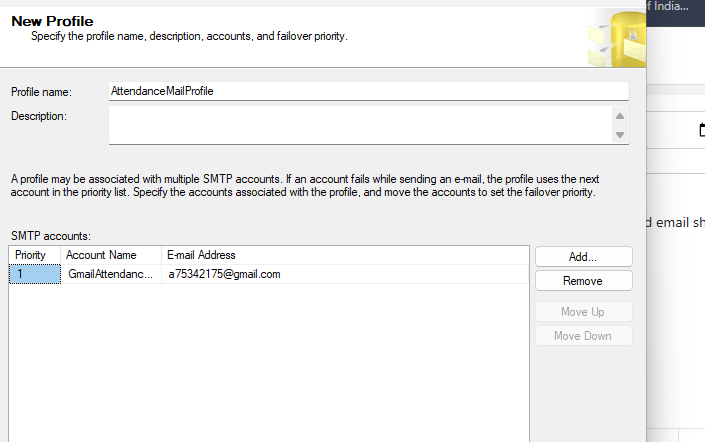 New Profile
Specify the profile name, description, accounts, and failover priority.
f India...
Profile name:
AttendanceMailProfile
Description:
A profile may be associated with multiple SMTP accounts. If an account fails while sending an e-mail, the profile uses the next
account in the priority list. Specify the accounts associated with the profile, and move the accounts to set the failover priority.
d email sh
SMTP accounts:
Priority Account Name E-mail Address
1 GmailAttendanc... a75342175@gmail.com
Add...
Remove
Move Up
Move Down